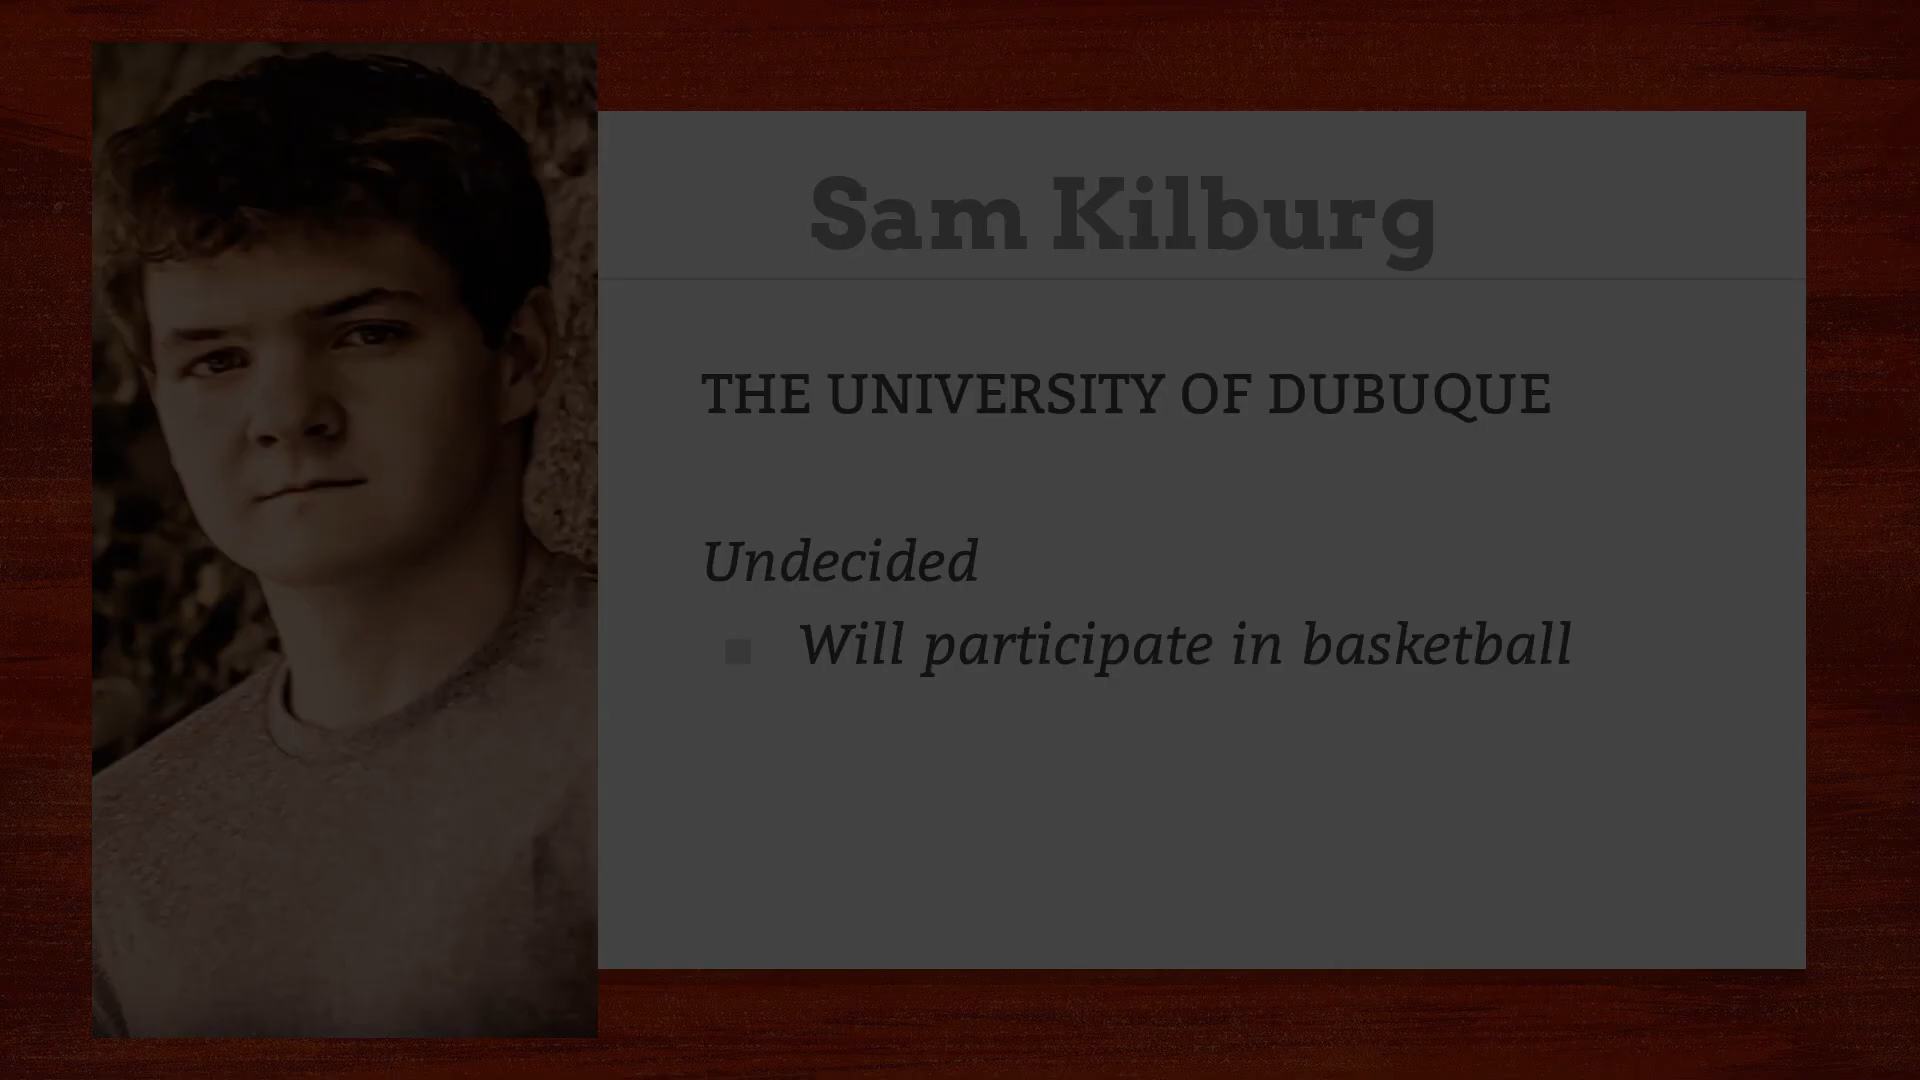 Sam Kilburg
THE UNIVERSITY OF DUBUQUE
Undecided
Will participate in basketball